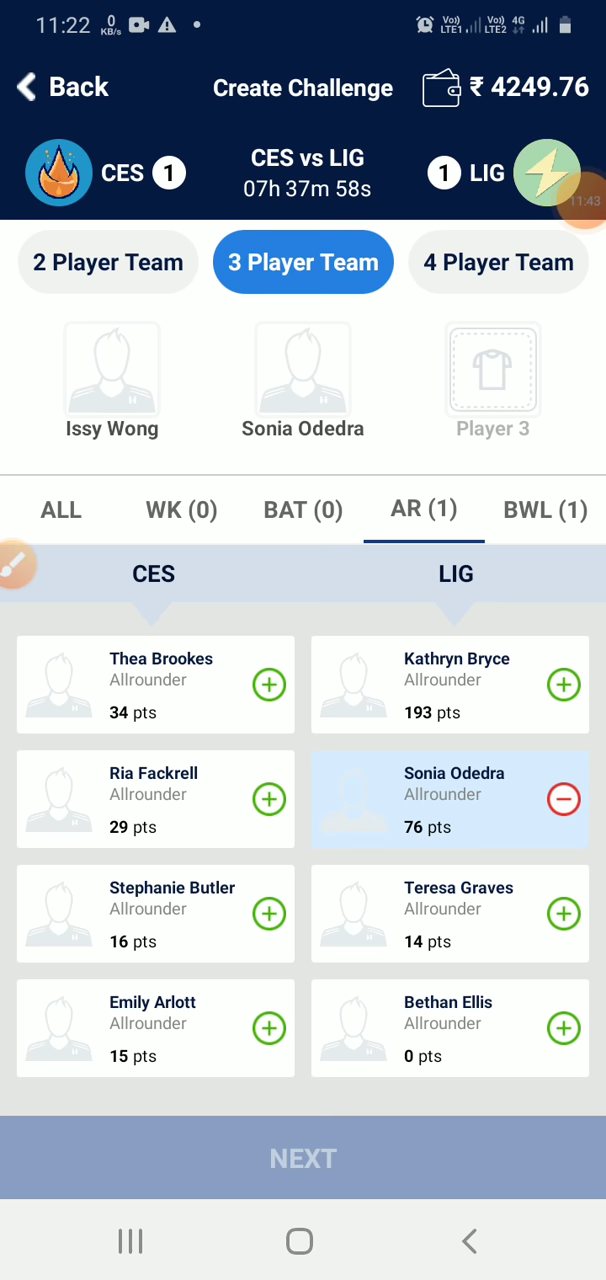 11:22 0 KB/s Vo)) LTE1 Vo)) LTE2 4G
Back Create Challenge ₹ 4249.76
CES 1 CES vs LIG 1 LIG
07h 37m 58s
11:43
2 Player Team 3 Player Team 4 Player Team
Issy Wong Sonia Odedra Player 3
ALL WK (0) BAT (0) AR (1) BWL (1)
CES LIG
Thea Brookes
Allrounder
34 pts
Kathryn Bryce
Allrounder
193 pts
Ria Fackrell
Allrounder
29 pts
Sonia Odedra
Allrounder
76 pts
Stephanie Butler
Allrounder
16 pts
Teresa Graves
Allrounder
14 pts
Emily Arlott
Allrounder
15 pts
Bethan Ellis
Allrounder
0 pts
NEXT